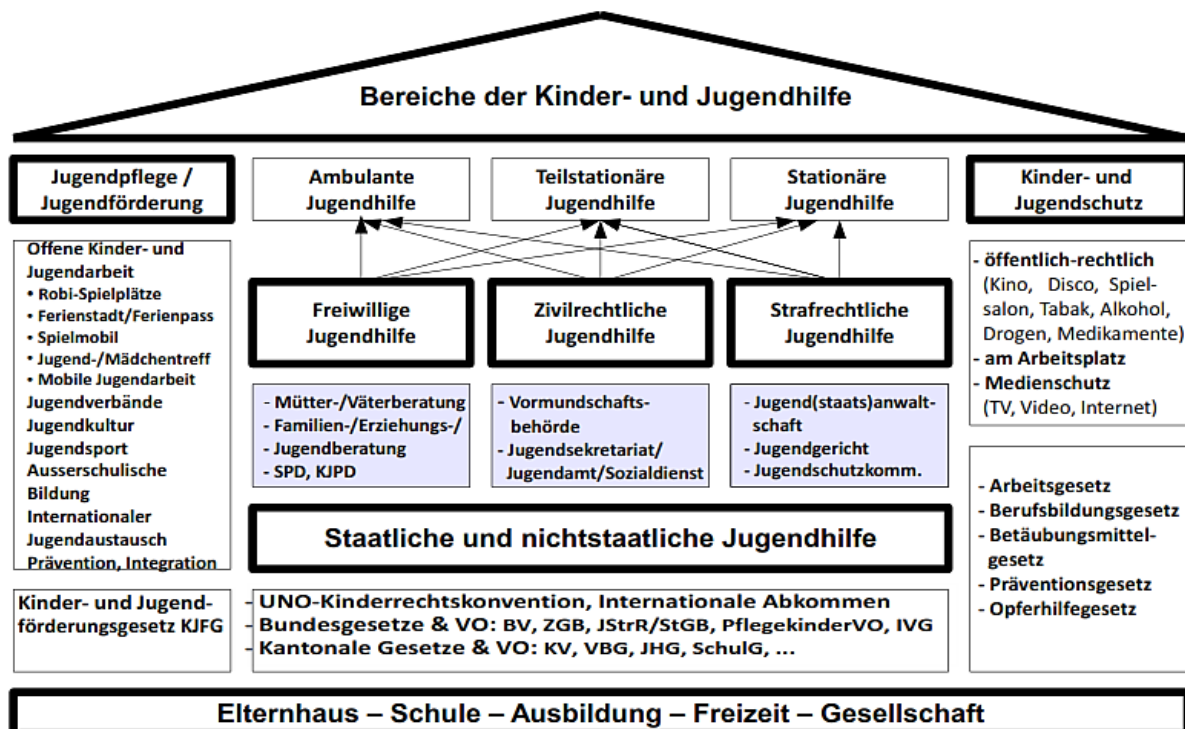 Bereiche der Kinder- und Jugendhilfe
Jugendpflege /
Jugendförderung
Offene Kinder- und
Jugendarbeit
• Robi-Spielplätze
• Ferienstadt/Ferienpass
• Spielmobil
• Jugend-/Mädchentreff
• Mobile Jugendarbeit
Jugendverbände
Jugendkultur
Jugendsport
Ausserschulische
Bildung
Internationaler
Jugendaustausch
Prävention, Integration
Kinder- und Jugend-
förderungsgesetz KJFG
Ambulante
Jugendhilfe
Teilstationäre
Jugendhilfe
Stationäre
Jugendhilfe
Freiwillige
Jugendhilfe
Zivilrechtliche
Jugendhilfe
Strafrechtliche
Jugendhilfe
- Mütter-/Väterberatung
- Familien-/Erziehungs-/
- Jugendberatung
- SPD, KJPD
- Vormundschafts-
behörde
- Jugendsekretariat/
Jugendamt/Sozialdienst
- Jugend(staats)anwalt-
schaft
- Jugendgericht
- Jugendschutzkomm.
Staatliche und nichtstaatliche Jugendhilfe
- UNO-Kinderrechtskonvention, Internationale Abkommen
- Bundesgesetze & VO: BV, ZGB, JStrR/StGB, PflegekinderVO, IVG
- Kantonale Gesetze & VO: KV, VBG, JHG, SchulG, ...
Kinder- und
Jugendschutz
- öffentlich-rechtlich
(Kino, Disco, Spiel-
salon, Tabak, Alkohol,
Drogen, Medikamente)
- am Arbeitsplatz
- Medienschutz
(TV, Video, Internet)
- Arbeitsgesetz
- Berufsbildungsgesetz
- Betäubungsmittel-
gesetz
- Präventionsgesetz
- Opferhilfegesetz
Elternhaus – Schule – Ausbildung – Freizeit – Gesellschaft